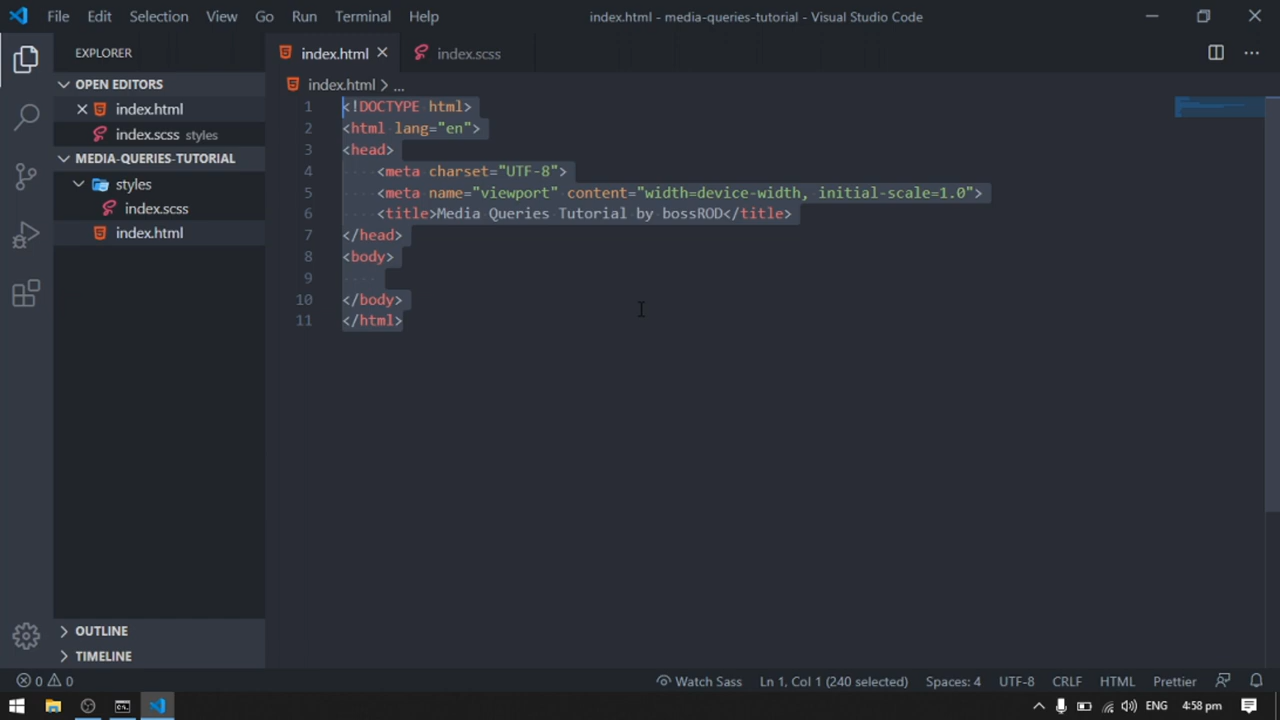 File Edit Selection View Go Run Terminal Help index.html - media-queries-tutorial - Visual Studio Code
EXPLORER
OPEN EDITORS
index.html
index.scss styles
MEDIA-QUERIES-TUTORIAL
styles
index.scss
index.html
OUTLINE
TIMELINE
index.html index.scss
index.html > ...
1 <!DOCTYPE html>
2 <html lang="en">
3 <head>
4 <meta charset="UTF-8">
5 <meta name="viewport" content="width=device-width, initial-scale=1.0">
6 <title>Media Queries Tutorial by bossROD</title>
7 </head>
8 <body>
9
10 </body>
11 </html>
0 0 Watch Sass Ln 1, Col 1 (240 selected) Spaces: 4 UTF-8 CRLF HTML Prettier
ENG 4:58 pm